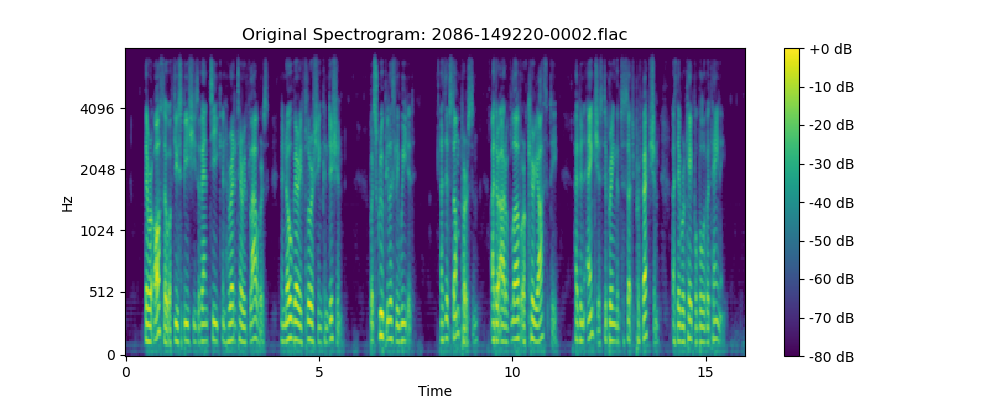 Original Spectrogram: 2086-149220-0002.flac
Hz
4096
2048
1024
512
0
0 5 10 15
Time
+0 dB
-10 dB
-20 dB
-30 dB
-40 dB
-50 dB
-60 dB
-70 dB
-80 dB